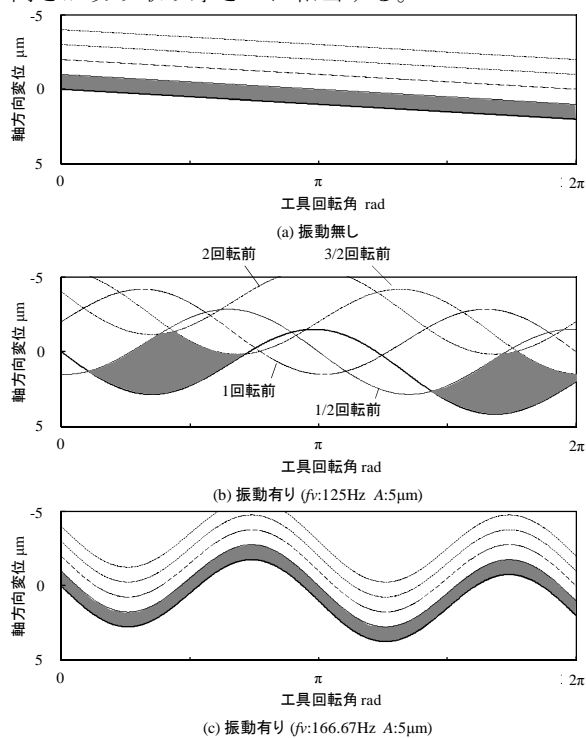 -5
0
5
軸方向変位 μm
0
π
2π
工具回転角 rad
(a) 振動無し
2回転前
3/2回転前
-5
0
5
軸方向変位 μm
1回転前
1/2回転前
0
π
2π
工具回転角 rad
(b) 振動有り (fv:125Hz A:5μm)
-5
0
5
軸方向変位 μm
0
π
2π
工具回転角 rad
(c) 振動有り (fv:166.67Hz A:5μm)